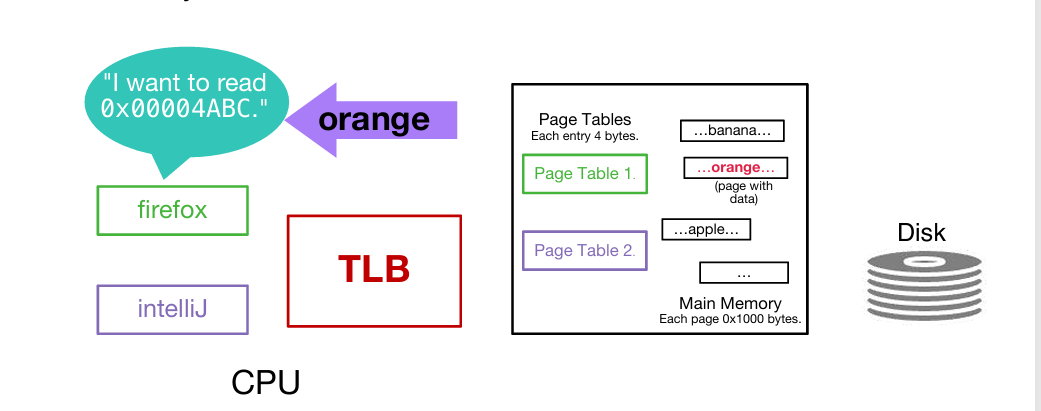 "I want to read
0x00004ABC."
orange
firefox
intelliJ
TLB
CPU
Page Tables
Each entry 4 bytes.
Page Table 1.
Page Table 2.
...banana...
...orange...
(page with
data)
...apple...
...
Main Memory
Each page 0x1000 bytes.
Disk